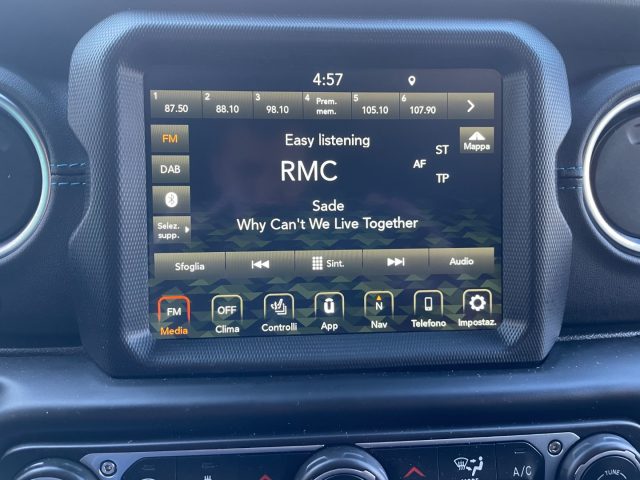 4:57
1 87.50 2 88.10 3 98.10 4 Prem. mem. 5 105.10 6 107.90
FM
Easy listening
Mappa
ST
RMC
AF
DAB
TP
Sade
Selez. supp.
Why Can't We Live Together
Sfoglia Sint. Audio
FM OFF N
Media Clima Controlli App Nav Telefono Impostaz.
MODE A/C TUNE